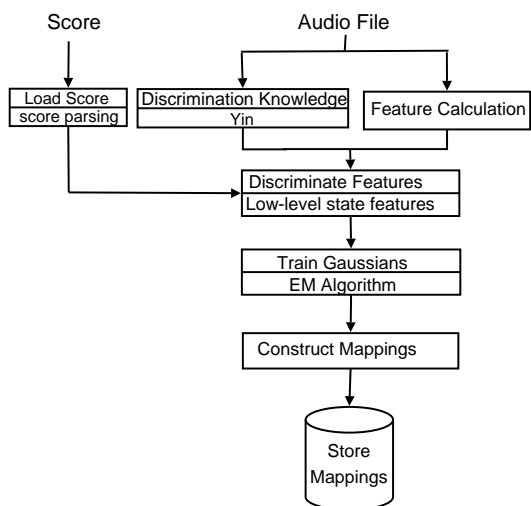 Score
Audio File
Load Score
score parsing
Discrimination Knowledge
Yin
Feature Calculation
Discriminate Features
Low-level state features
Train Gaussians
EM Algorithm
Construct Mappings
Store
Mappings